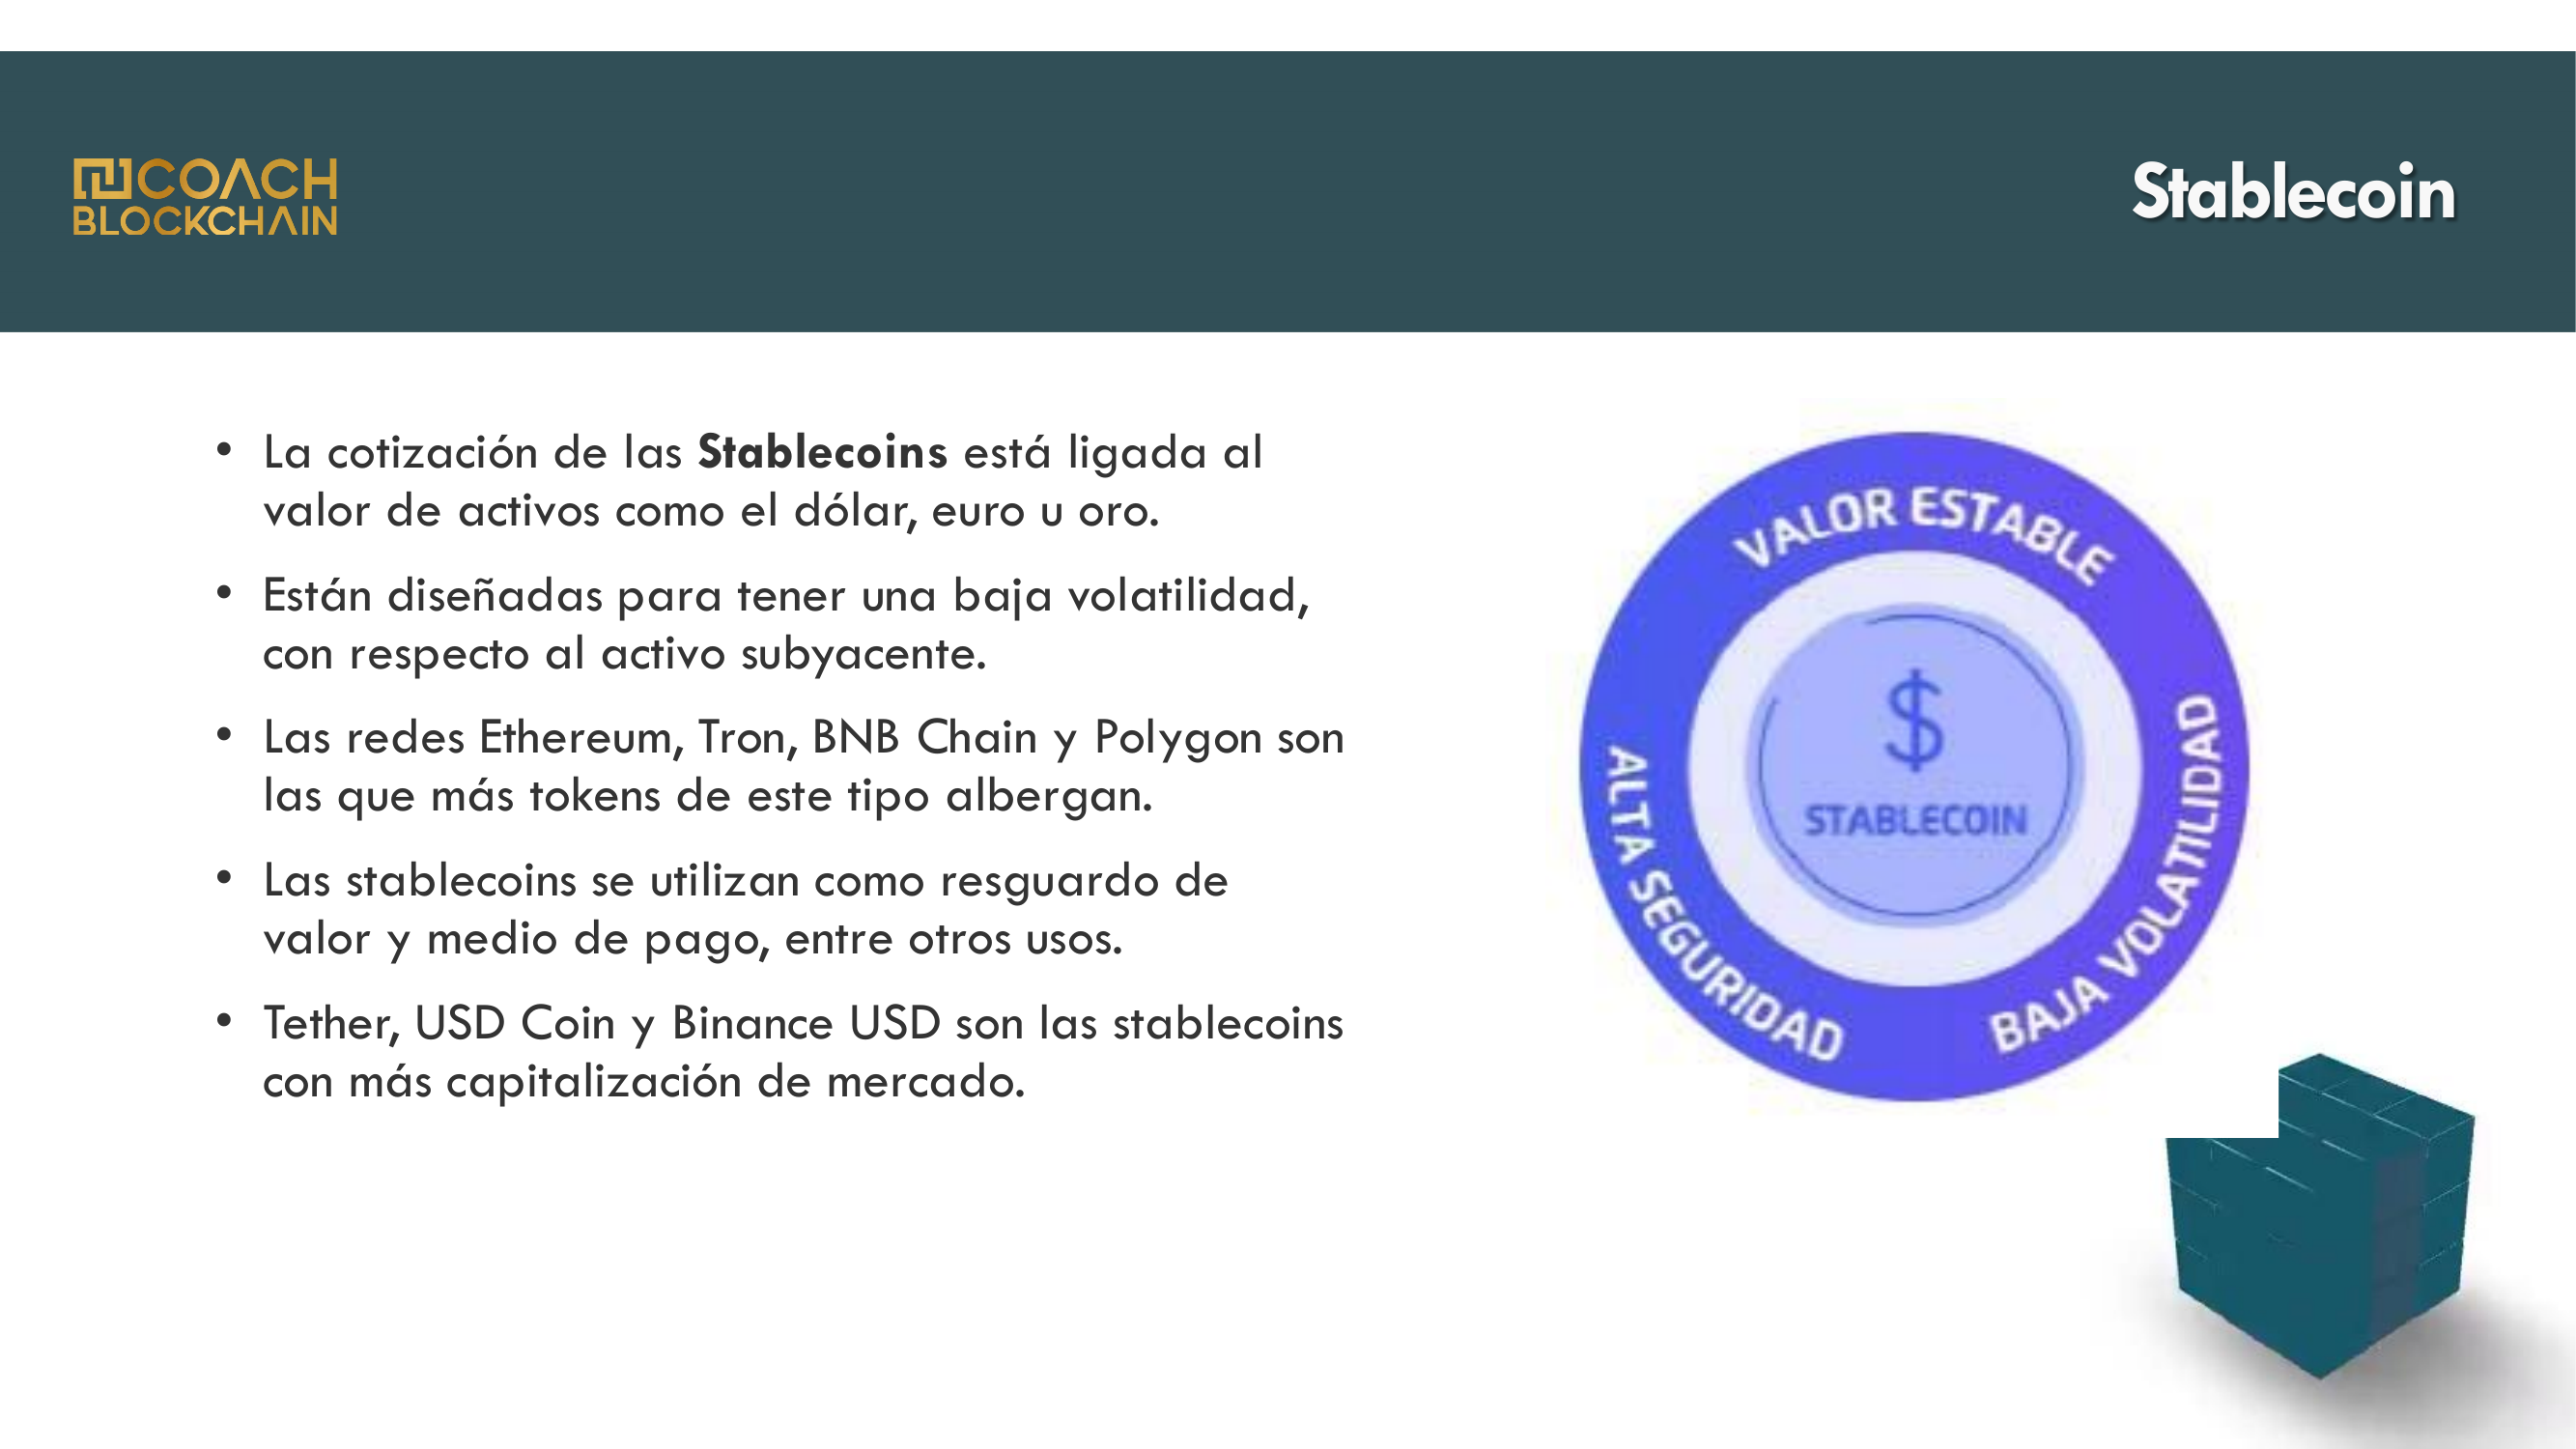 COACH
BLOCKCHAIN
Stablecoin
• La cotización de las Stablecoins está ligada al
valor de activos como el dólar, euro u oro.
• Están diseñadas para tener una baja volatilidad,
con respecto al activo subyacente.
• Las redes Ethereum, Tron, BNB Chain y Polygon son
las que más tokens de este tipo albergan.
• Las stablecoins se utilizan como resguardo de
valor y medio de pago, entre otros usos.
• Tether, USD Coin y Binance USD son las stablecoins
con más capitalización de mercado.
VALOR ESTABLE
ALTA SEGURIDAD
BAJA VOLATILIDAD
$
STABLECOIN